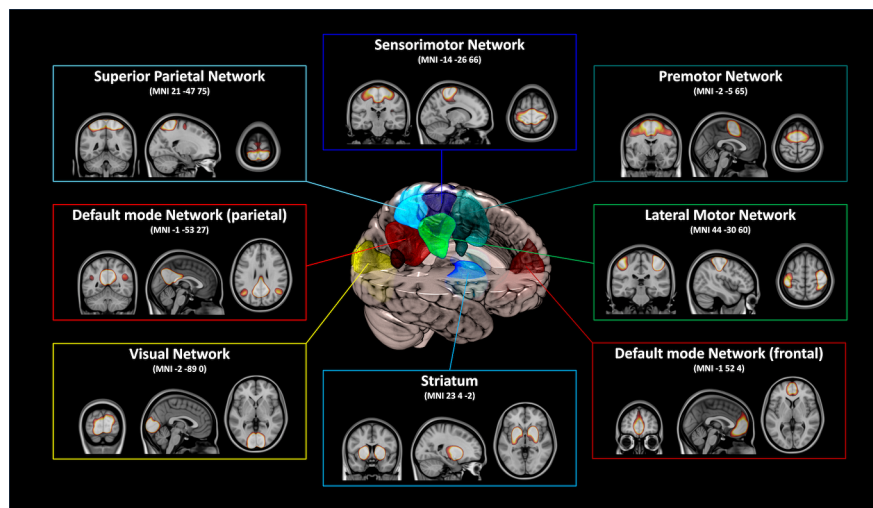 Sensorimotor Network
(MNI -14 -26 66)
Superior Parietal Network
(MNI 21 -47 75)
Premotor Network
(MNI -2 -5 65)
Default mode Network (parietal)
(MNI -1 -53 27)
Lateral Motor Network
(MNI 44 -30 60)
Visual Network
(MNI -2 -89 0)
Striatum
(MNI 23 4 -2)
Default mode Network (frontal)
(MNI -1 52 4)